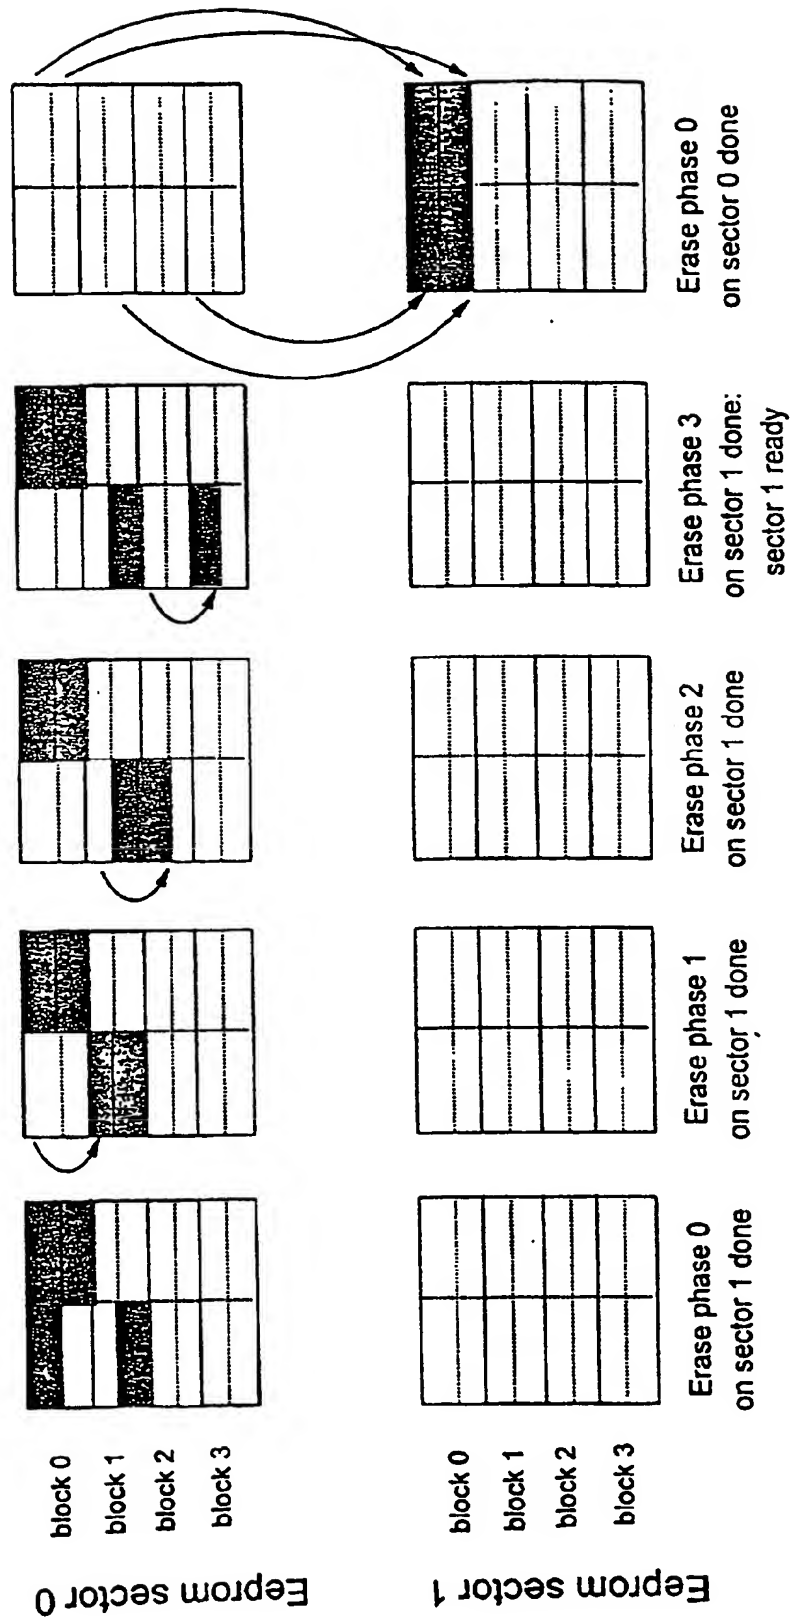 Eeprom sector 0
block 0
block 1
block 2
block 3
Eeprom sector 1
block 0
block 1
block 2
block 3
Erase phase 0
on sector 1 done
Erase phase 1
on sector 1 done
Erase phase 2
on sector 1 done
Erase phase 3
on sector 1 done:
sector 1 ready
Erase phase 0
on sector 0 done